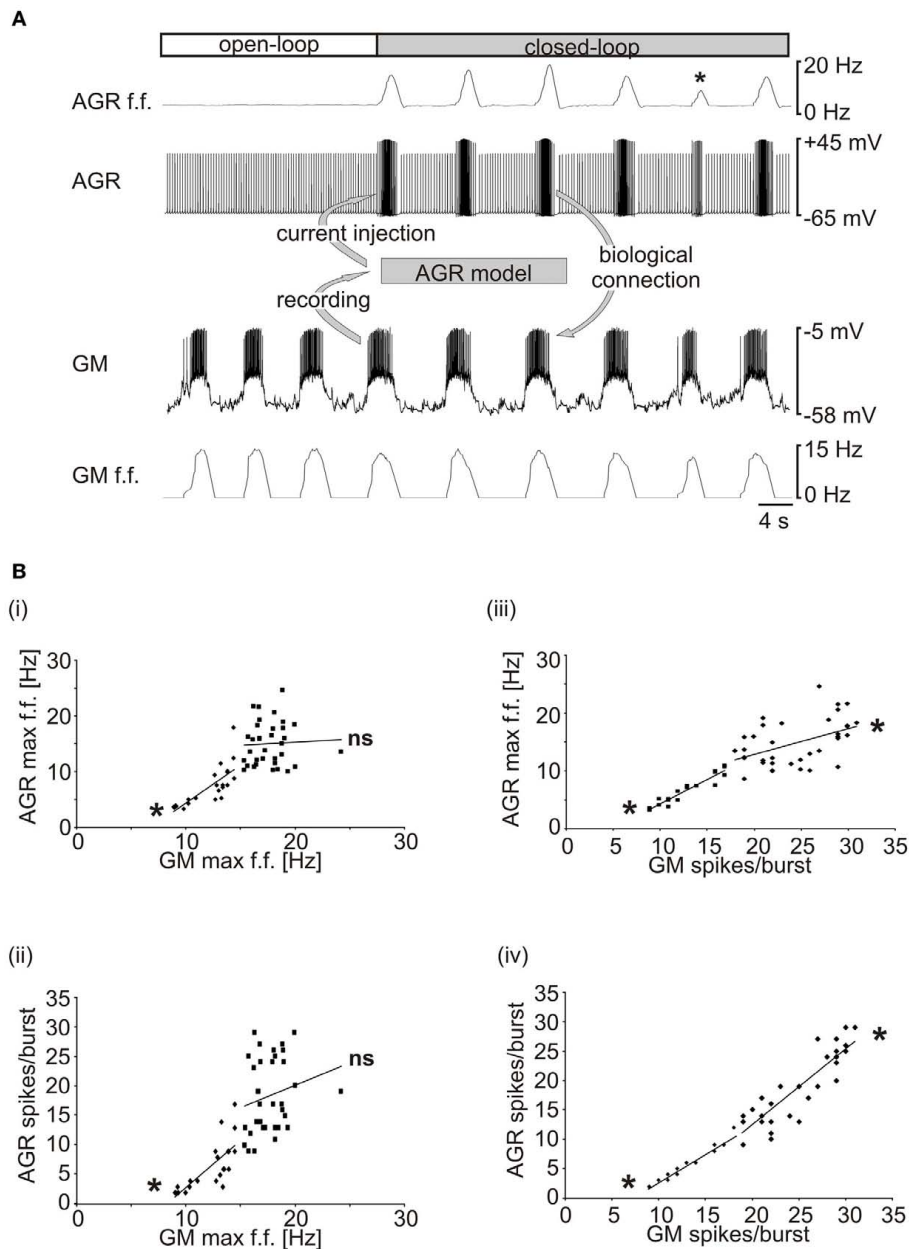 A
open-loop closed-loop
AGR f.f.
*
20 Hz
0 Hz
AGR
+45 mV
-65 mV
current injection
AGR model
biological
connection
recording
GM
-5 mV
-58 mV
GM f.f.
15 Hz
0 Hz
4 s
B
(i)
AGR max f.f. [Hz]
30
20
10
0
10 20 30
GM max f.f. [Hz]
*
ns
(iii)
AGR max f.f. [Hz]
30
20
10
0
0 5 10 15 20 25 30 35
GM spikes/burst
*
*
(ii)
AGR spikes/burst
35
30
25
20
15
10
5
0
10 20 30
GM max f.f. [Hz]
*
ns
(iv)
AGR spikes/burst
35
30
25
20
15
10
5
0
0 5 10 15 20 25 30 35
GM spikes/burst
*
*